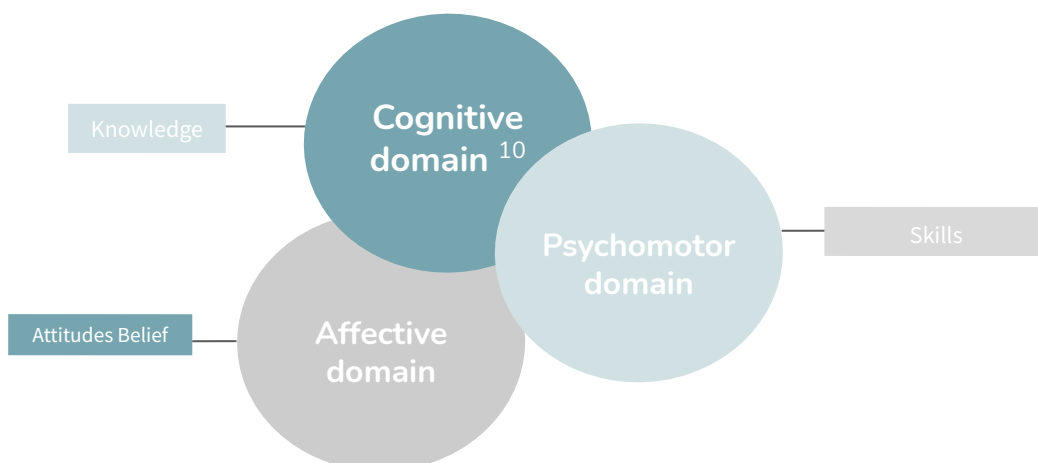 Knowledge
Cognitive
domain 10
Psychomotor
domain
Skills
Attitudes Belief
Affective
domain